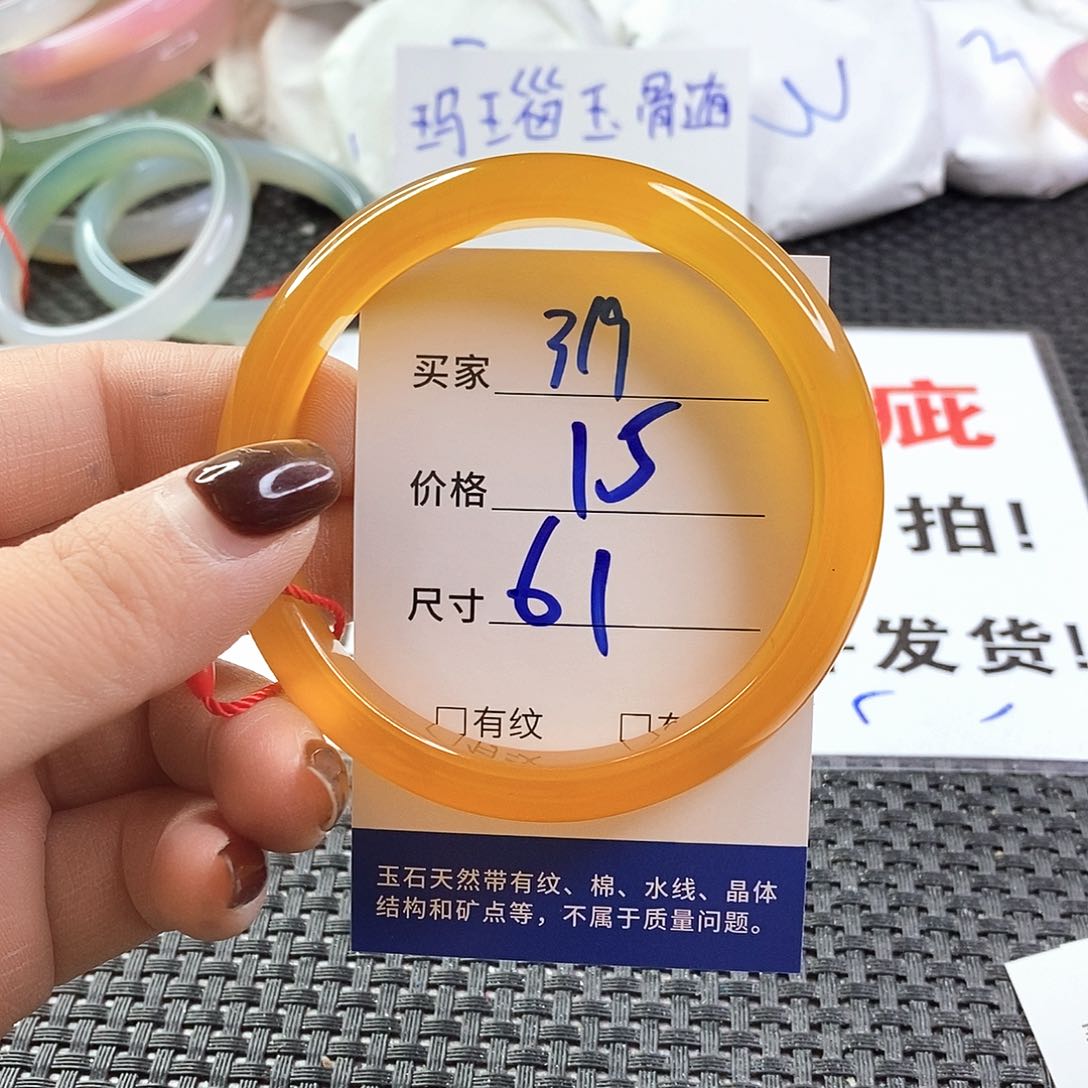 玛瑙玉骨髓
买家
价格 15
尺寸 61
有纹
玉石天然带有纹、棉、水线、晶体
结构和矿点等，不属于质量问题。
疵
拍！
发货！